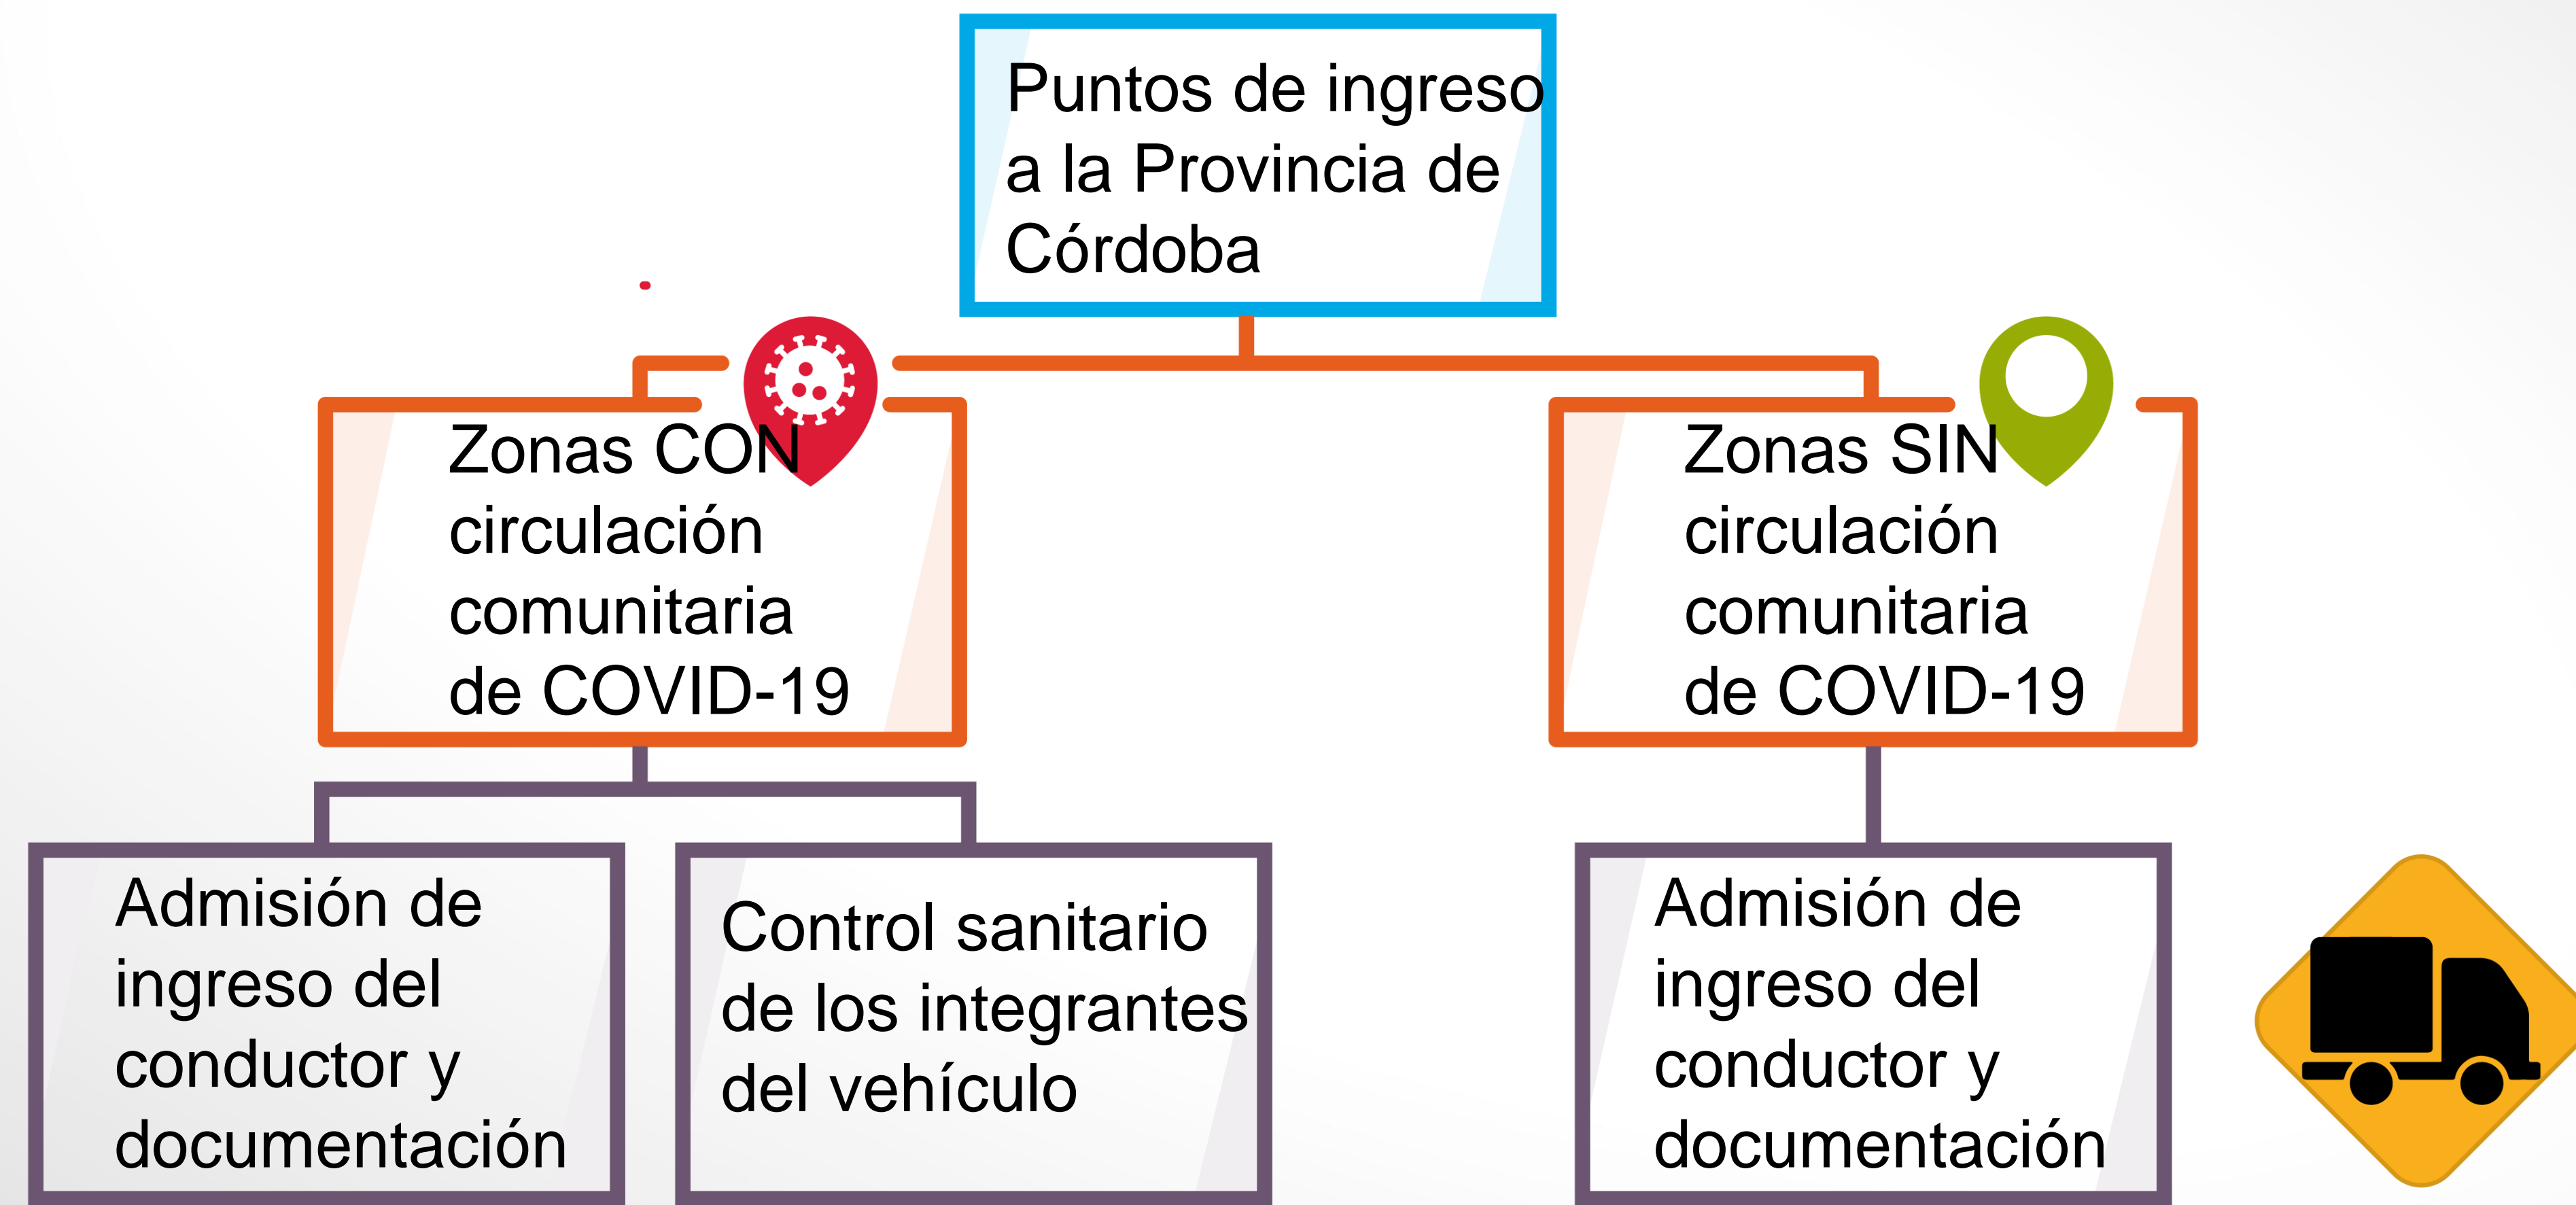 Puntos de ingreso
a la Provincia de
Córdoba
Zonas CON
circulación
comunitaria
de COVID-19
Zonas SIN
circulación
comunitaria
de COVID-19
Admisión de
ingreso del
conductor y
documentación
Control sanitario
de los integrantes
del vehículo
Admisión de
ingreso del
conductor y
documentación